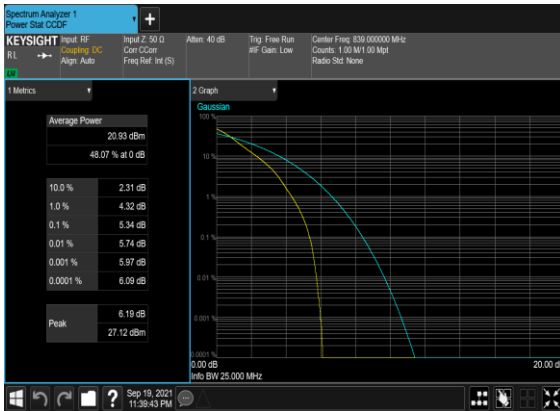 Spectrum Analyzer 1
Power Stat CCDF
KEYSIGHT
RL
LM
Input: RF
Coupling: DC
Align: Auto
Input Z: 50 Ω
Corr CCorr
Freq Ref: Int (S)
Atten: 40 dB
Trig: Free Run
#IF Gain: Low
Center Freq: 839.000000 MHz
Counts: 1.00 M/1.00 Mpt
Radio Std: None
1 Metrics
Average Power
20.93 dBm
48.07 % at 0 dB
10.0 % 2.31 dB
1.0 % 4.32 dB
0.1 % 5.34 dB
0.01 % 5.74 dB
0.001 % 5.97 dB
0.0001 % 6.09 dB
Peak
6.19 dB
27.12 dBm
2 Graph
Gaussian
100 %
10 %
1 %
0.1 %
0.01 %
0.001 %
0.0001 %
0.00 dB
20.00 d
Info BW 25.000 MHz
Sep 19, 2021
11:39:43 PM